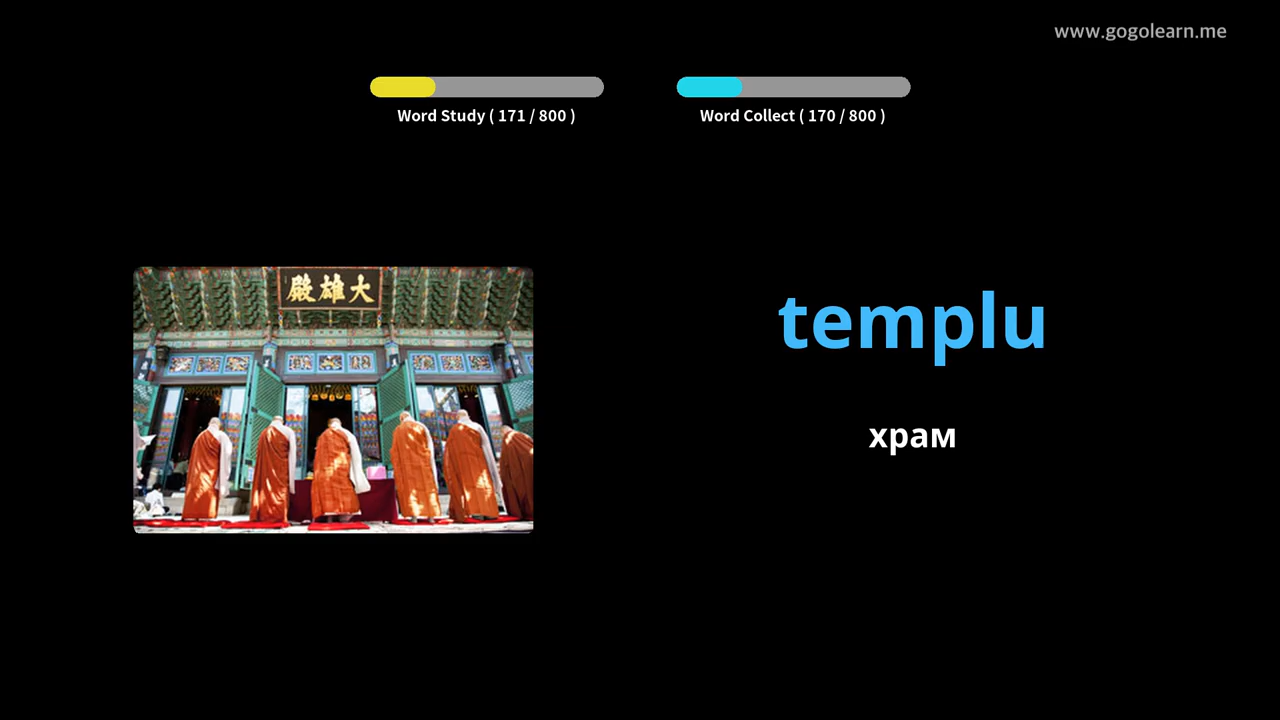 www.gogolearn.me
Word Study ( 171 / 800 )
Word Collect ( 170 / 800 )
殿雄大
templu
храм